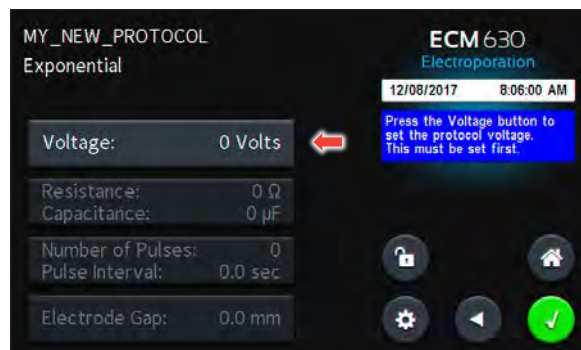 MY_NEW_PROTOCOL
Exponential
ECM 630
Electroporation
12/08/2017 8:06:00 AM
Press the Voltage button to
set the protocol voltage.
This must be set first.
Voltage: 0 Volts
Resistance: 0 Ω
Capacitance: 0 µF
Number of Pulses: 0
Pulse Interval: 0.0 sec
Electrode Gap: 0.0 mm